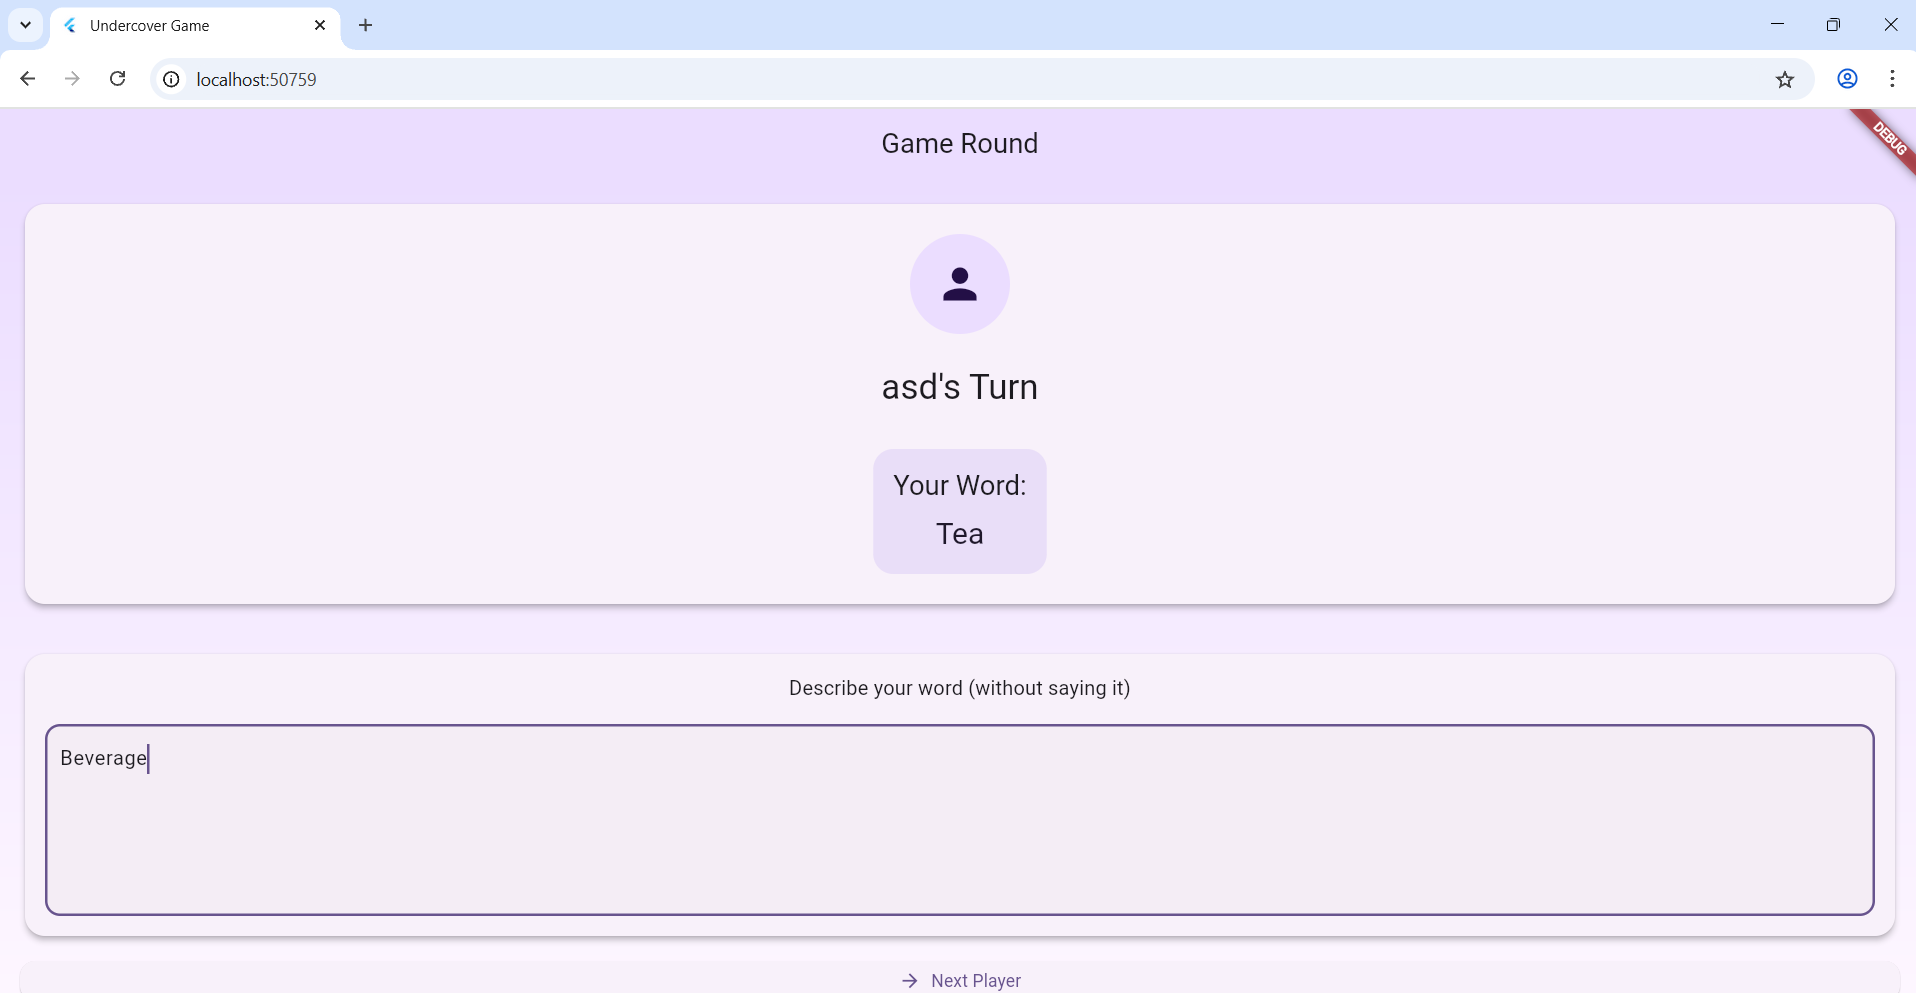 Undercover Game
localhost:50759
DEBUG
Game Round
asd's Turn
Your Word:
Tea
Describe your word (without saying it)
Beverage
Next Player